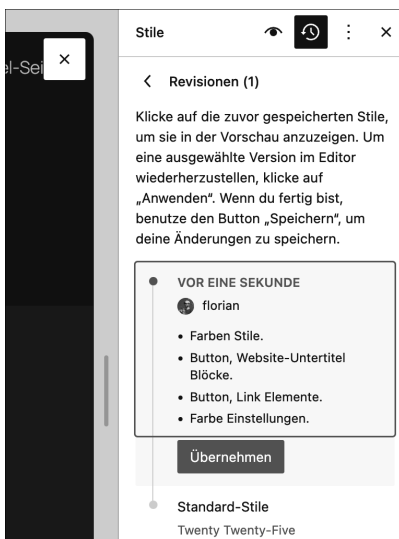 el-Sei
Stile
Revisionen (1)
Klicke auf die zuvor gespeicherten Stile,
um sie in der Vorschau anzuzeigen. Um
eine ausgewählte Version im Editor
wiederherzustellen, klicke auf
„Anwenden“. Wenn du fertig bist,
benutze den Button „Speichern“, um
deine Änderungen zu speichern.
VOR EINE SEKUNDE
florian
• Farben Stile.
• Button, Website-Untertitel
Blöcke.
• Button, Link Elemente.
• Farbe Einstellungen.
Übernehmen
Standard-Stile
Twenty Twenty-Five